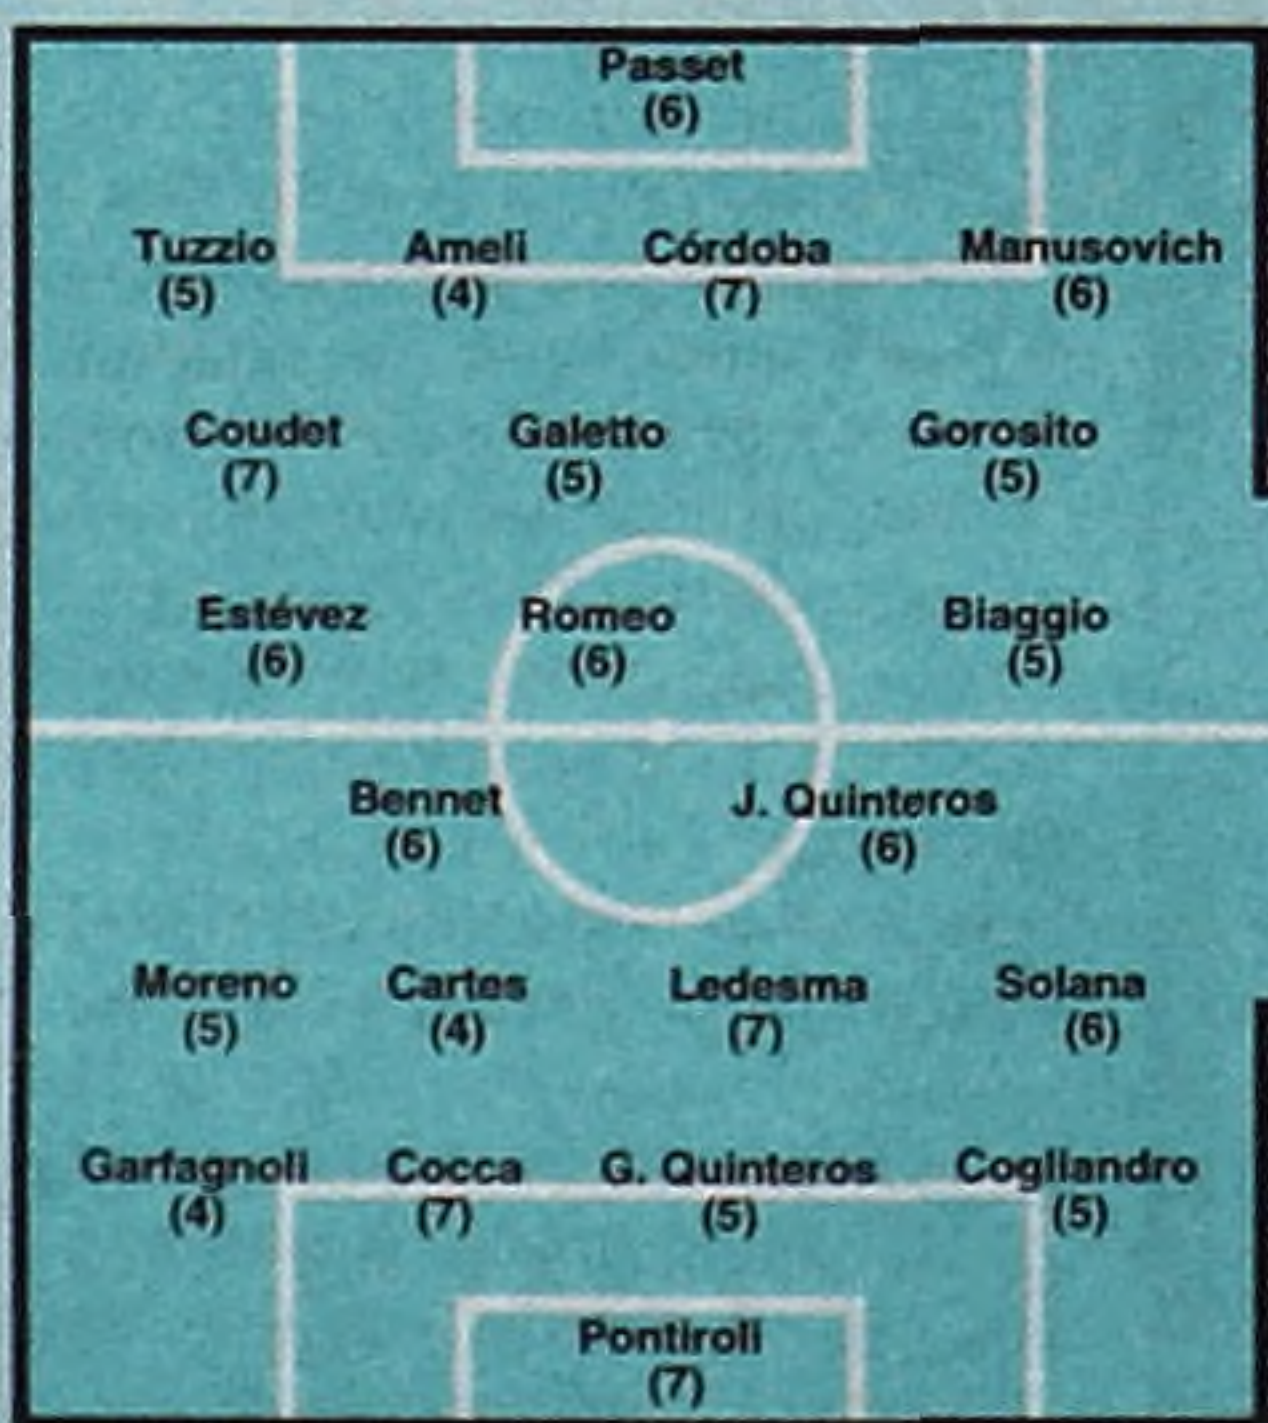 Passet
(6)
Tuzzio Ameli Córdoba Manusovich
(5) (4) (7) (6)
Coudet Galetto Gorosito
(7) (5) (5)
Estévez Romeo Biaggio
(6) (6) (5)
Bennet J. Quinteros
(6) (6)
Moreno Cartes Ledesma Solana
(5) (4) (7) (6)
Garfagnoli Cocca G. Quinteros Cogliandro
(4) (7) (5) (5)
Pontiroli
(7)